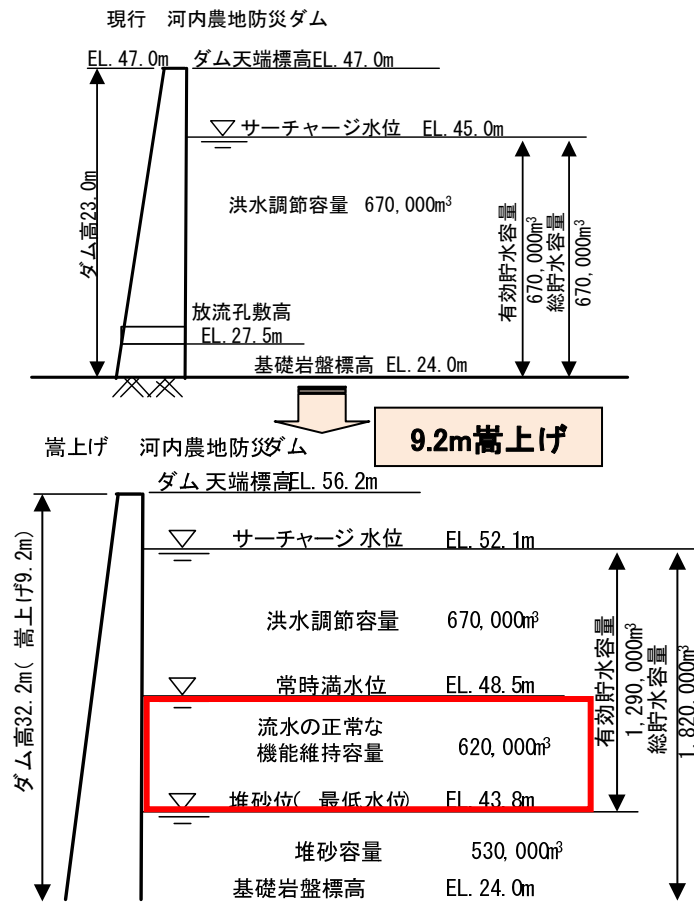 現行　河内農地防災ダム
EL.47.0m　ダム天端標高EL.47.0m
サーチャージ水位　EL.45.0m
ダム高23.0m
洪水調節容量　670,000m³
有効貯水容量
670,000m³
総貯水容量
670,000m³
放流孔敷高
EL.27.5m
基礎岩盤標高 EL.24.0m
9.2m嵩上げ
嵩上げ　河内農地防災ダム
ダム天端標高EL.56.2m
サーチャージ水位　EL.52.1m
ダム高32.2m(嵩上げ9.2m)
洪水調節容量　670,000m³
有効貯水容量
1,290,000m³
総貯水容量
1,820,000m³
常時満水位　EL.48.5m
流水の正常な
機能維持容量　620,000m³
堆砂位(最低水位)　EL.43.8m
堆砂容量　530,000m³
基礎岩盤標高　EL.24.0m